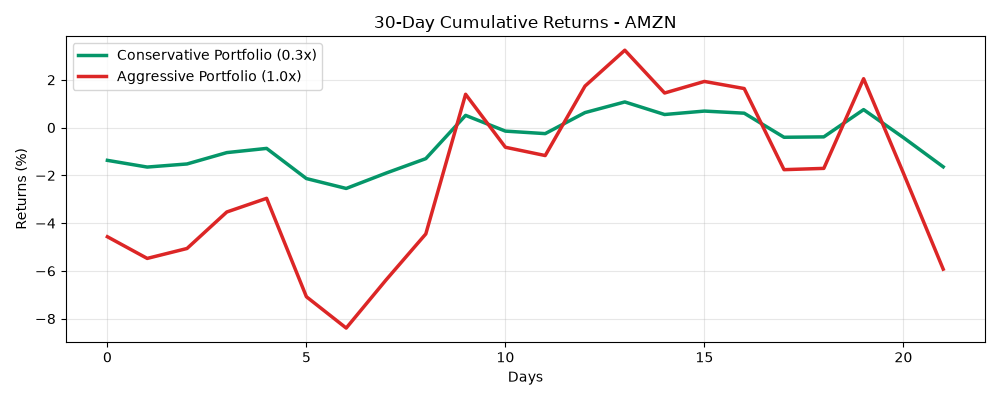 30-Day Cumulative Returns - AMZN
Conservative Portfolio (0.3x)
Aggressive Portfolio (1.0x)
Returns (%)
2
0
−2
−4
−6
−8
0 5 10 15 20
Days